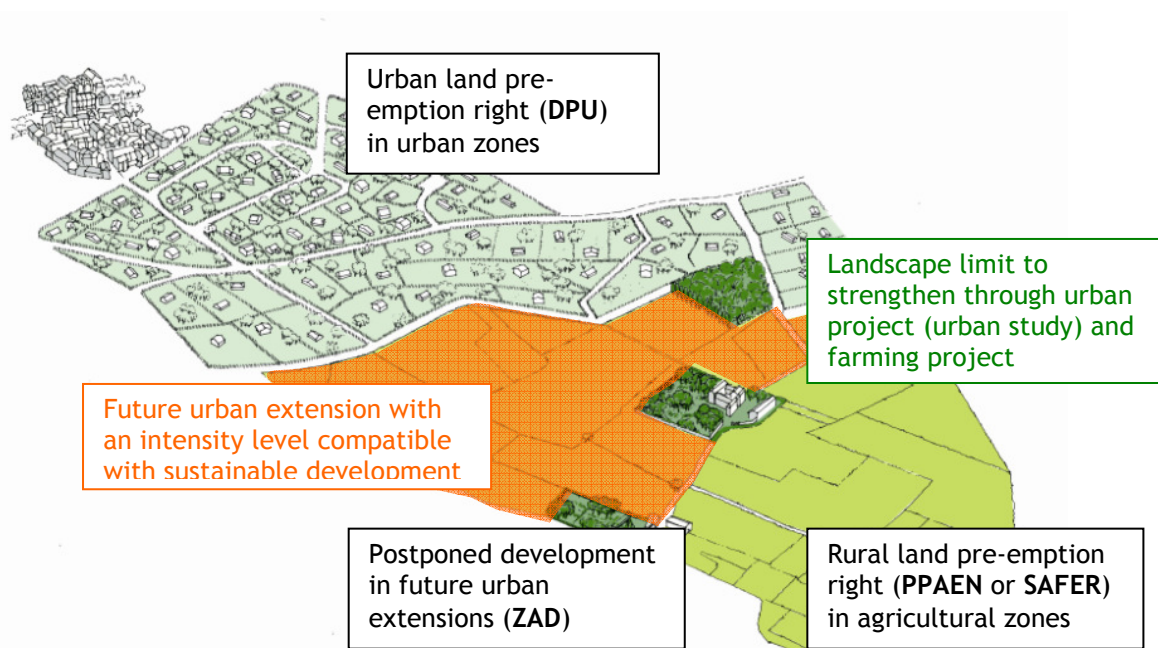 Urban land pre-
emption right (DPU)
in urban zones
Landscape limit to
strengthen through urban
project (urban study) and
farming project
Future urban extension with
an intensity level compatible
with sustainable development
Postponed development
in future urban
extensions (ZAD)
Rural land pre-emption
right (PPAEN or SAFER)
in agricultural zones